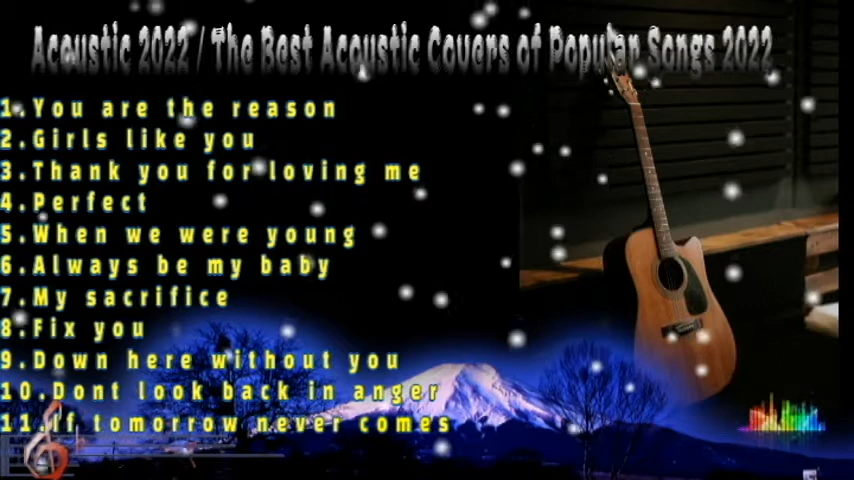 Acoustic 2022 / The Best Acoustic Covers of Popular Songs 2022
1.You are the reason
2.Girls like you
3.Thank you for loving me
4.Perfect
5.When we were young
6.Always be my baby
7.My sacrifice
8.Fix you
9.Down here without you
10.Dont look back in anger
11.If tomorrow never comes